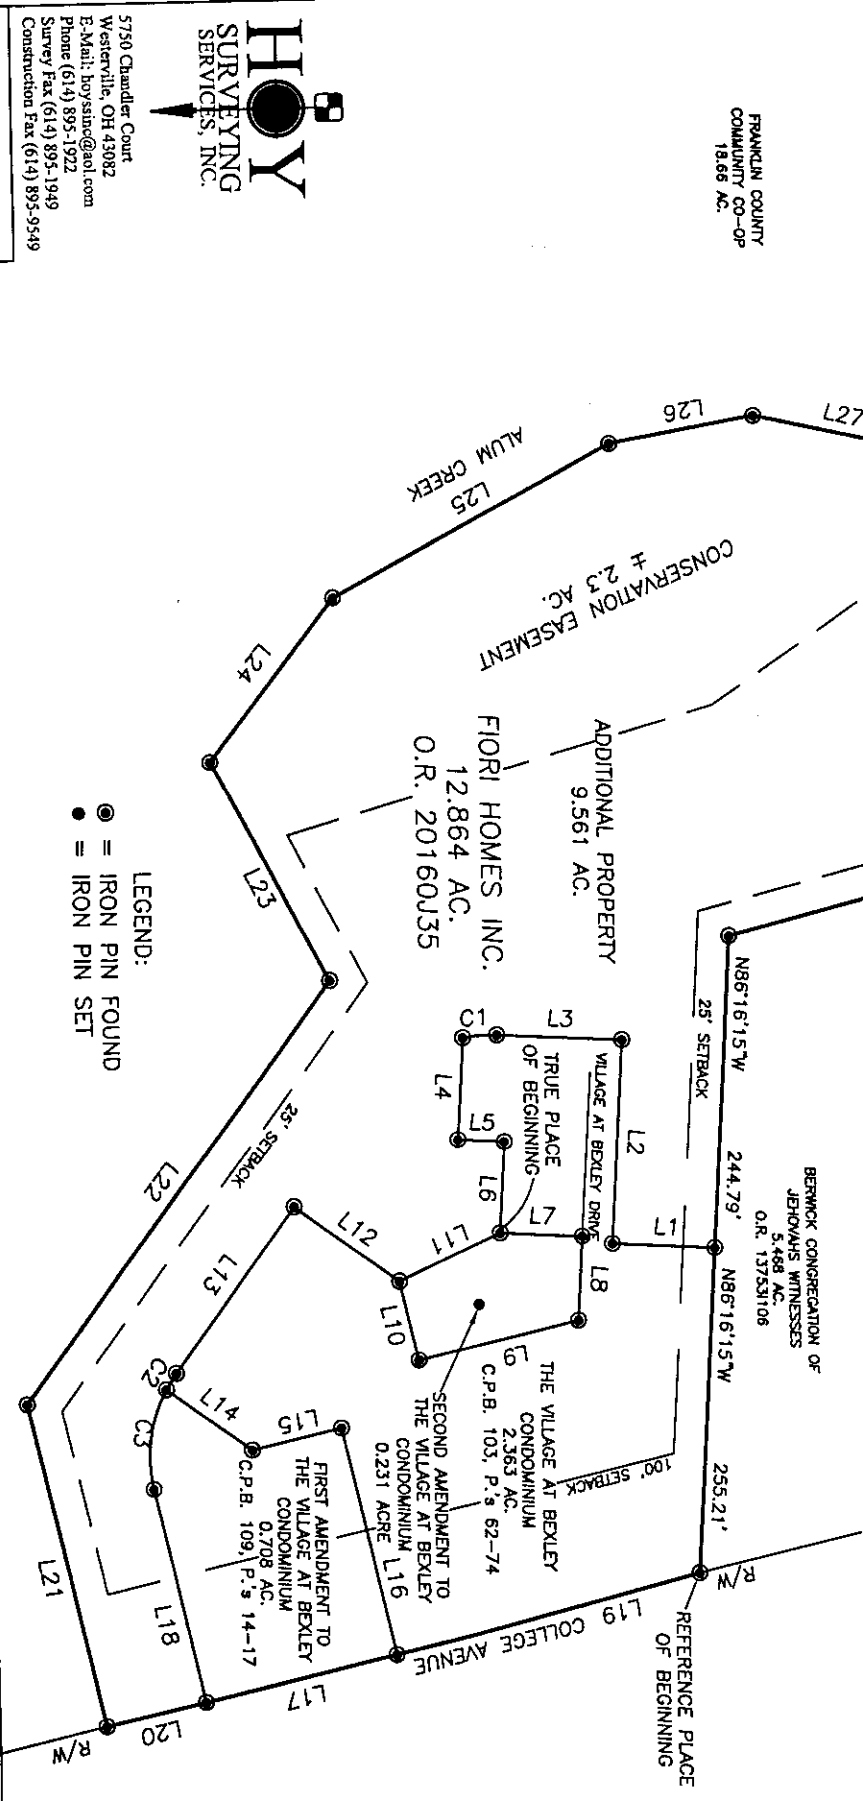 FRANKLIN COUNTY
COMMUNITY CO-OP
18.66 AC.
HOY
SURVEYING
SERVICES, INC.
5750 Chandler Court
Westerville, OH 43082
E-Mail: hoyssinc@aol.com
Phone (614) 895-1922
Survey Fax (614) 895-1949
Construction Fax (614) 895-9549
L27
L26
ALUM CREEK
L25
CONSERVATION EASEMENT
± 2.3 AC.
L24
ADDITIONAL PROPERTY
9.561 AC.
FIORI HOMES INC.
12.864 AC.
O.R. 20160J35
L23
LEGEND:
= IRON PIN FOUND
= IRON PIN SET
N86°16'15"W 244.79'
25' SETBACK
BERWICK CONGREGATION OF
JEHOVAHS WITNESSES
5.468 AC.
O.R. 13753I106
N86°16'15"W 255.21'
C1
L3
L4
L5
L2
VILLAGE AT BEXLEY DRIVE
TRUE PLACE
OF BEGINNING
L6
L7
L1
L8
L11
L12
L10
L9
L13
25' SETBACK
L22
THE VILLAGE AT BEXLEY
CONDOMINIUM
2.363 AC.
C.P.B. 103, P.'s 62-74
SECOND AMENDMENT TO
THE VILLAGE AT BEXLEY
CONDOMINIUM
0.231 ACRE
100' SETBACK
C2
C3
L14
L15
L16
FIRST AMENDMENT TO
THE VILLAGE AT BEXLEY
CONDOMINIUM
0.708 AC.
C.P.B. 109, P.'s 14-17
R/W
L19
COLLEGE AVENUE
REFERENCE PLACE
OF BEGINNING
L18
L17
L21
L20
R/W